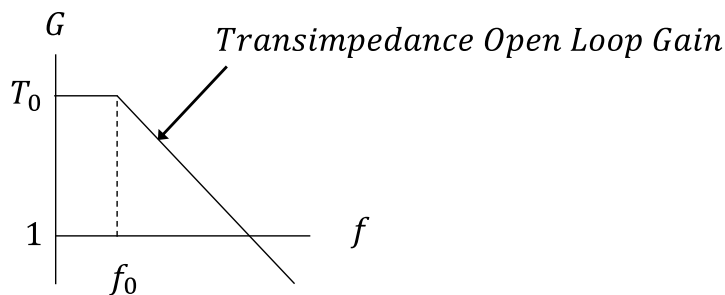 G
Transimpedance Open Loop Gain
T₀
1
f
f₀